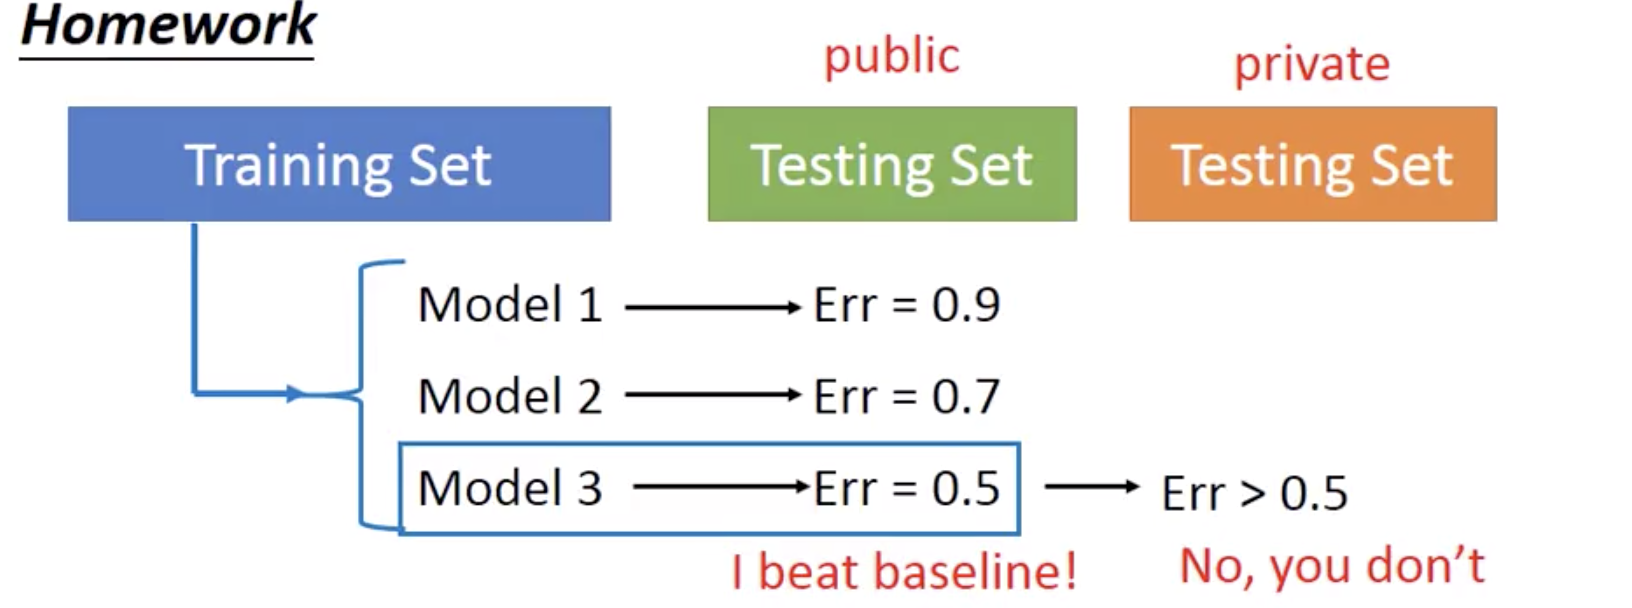 Homework
public
private
Training Set
Testing Set
Testing Set
Model 1
Err = 0.9
Model 2
Err = 0.7
Model 3
Err = 0.5
Err > 0.5
I beat baseline!
No, you don’t